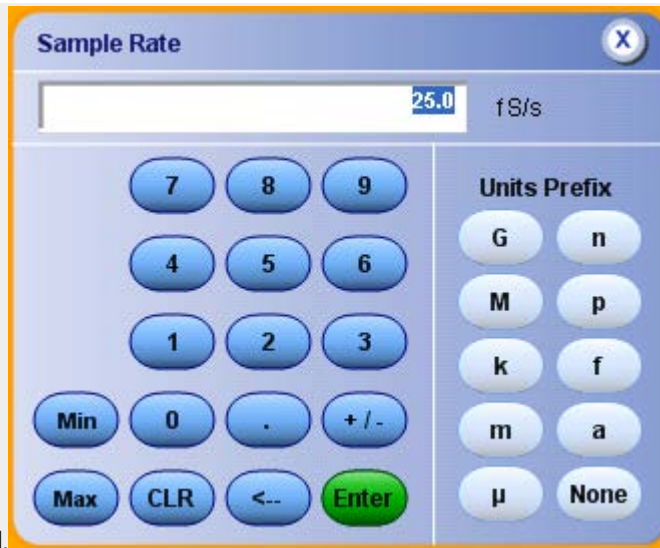 Sample Rate X
25.0 fS/s
7 8 9 Units Prefix
G n
4 5 6
M p
1 2 3
k f
Min 0 . + / -
m a
Max CLR <-- Enter
µ None